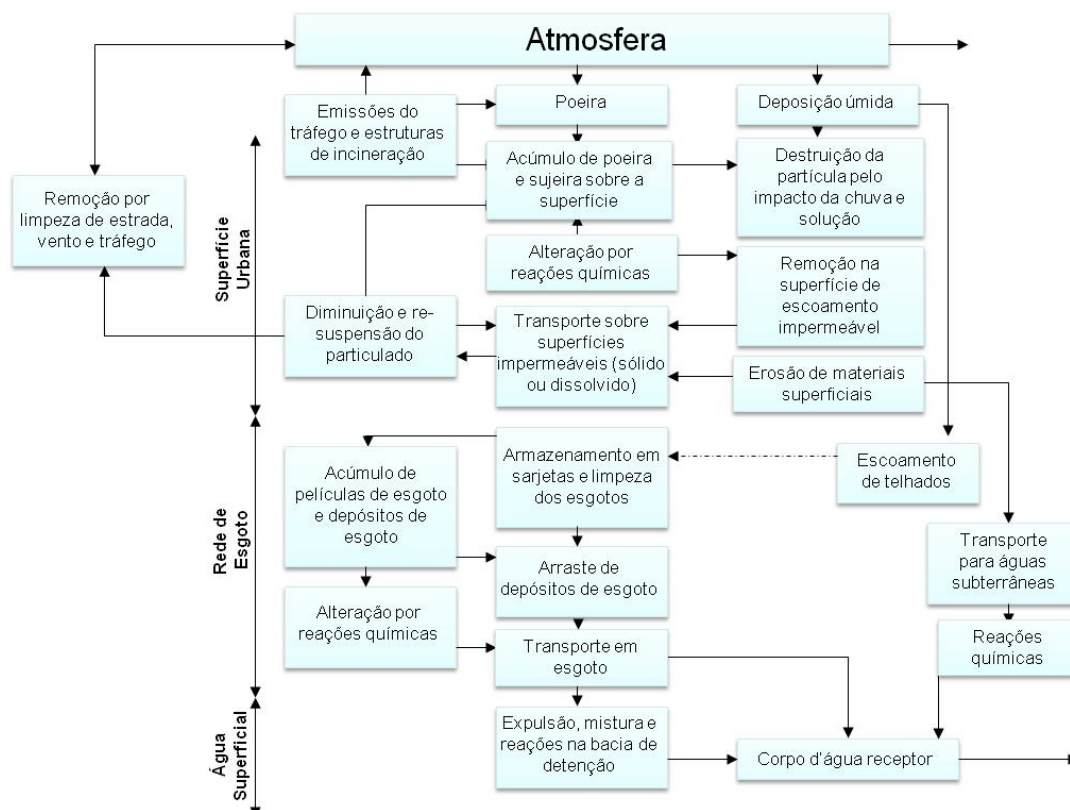 Atmosfera
Emissões do
tráfego e estruturas
de incineração
Poeira
Deposição úmida
Remoção por
limpeza de estrada,
vento e tráfego
Superfície
Urbana
Acúmulo de poeira
e sujeira sobre a
superfície
Destruição da
partícula pelo
impacto da chuva e
solução
Alteração por
reações químicas
Remoção na
superfície de
escoamento
impermeável
Diminuição e re-
suspensão do
particulado
Transporte sobre
superfícies
impermeáveis (sólido
ou dissolvido)
Erosão de materiais
superficiais
Rede de
Esgoto
Acúmulo de
películas de esgoto
e depósitos de
esgoto
Armazenamento em
sarjetas e limpeza
dos esgotos
Escoamento
de telhados
Arraste de
depósitos de esgoto
Transporte
para águas
subterrâneas
Alteração por
reações químicas
Transporte em
esgoto
Reações
químicas
Água
Superficial
Expulsão, mistura e
reações na bacia de
detenção
Corpo d'água receptor